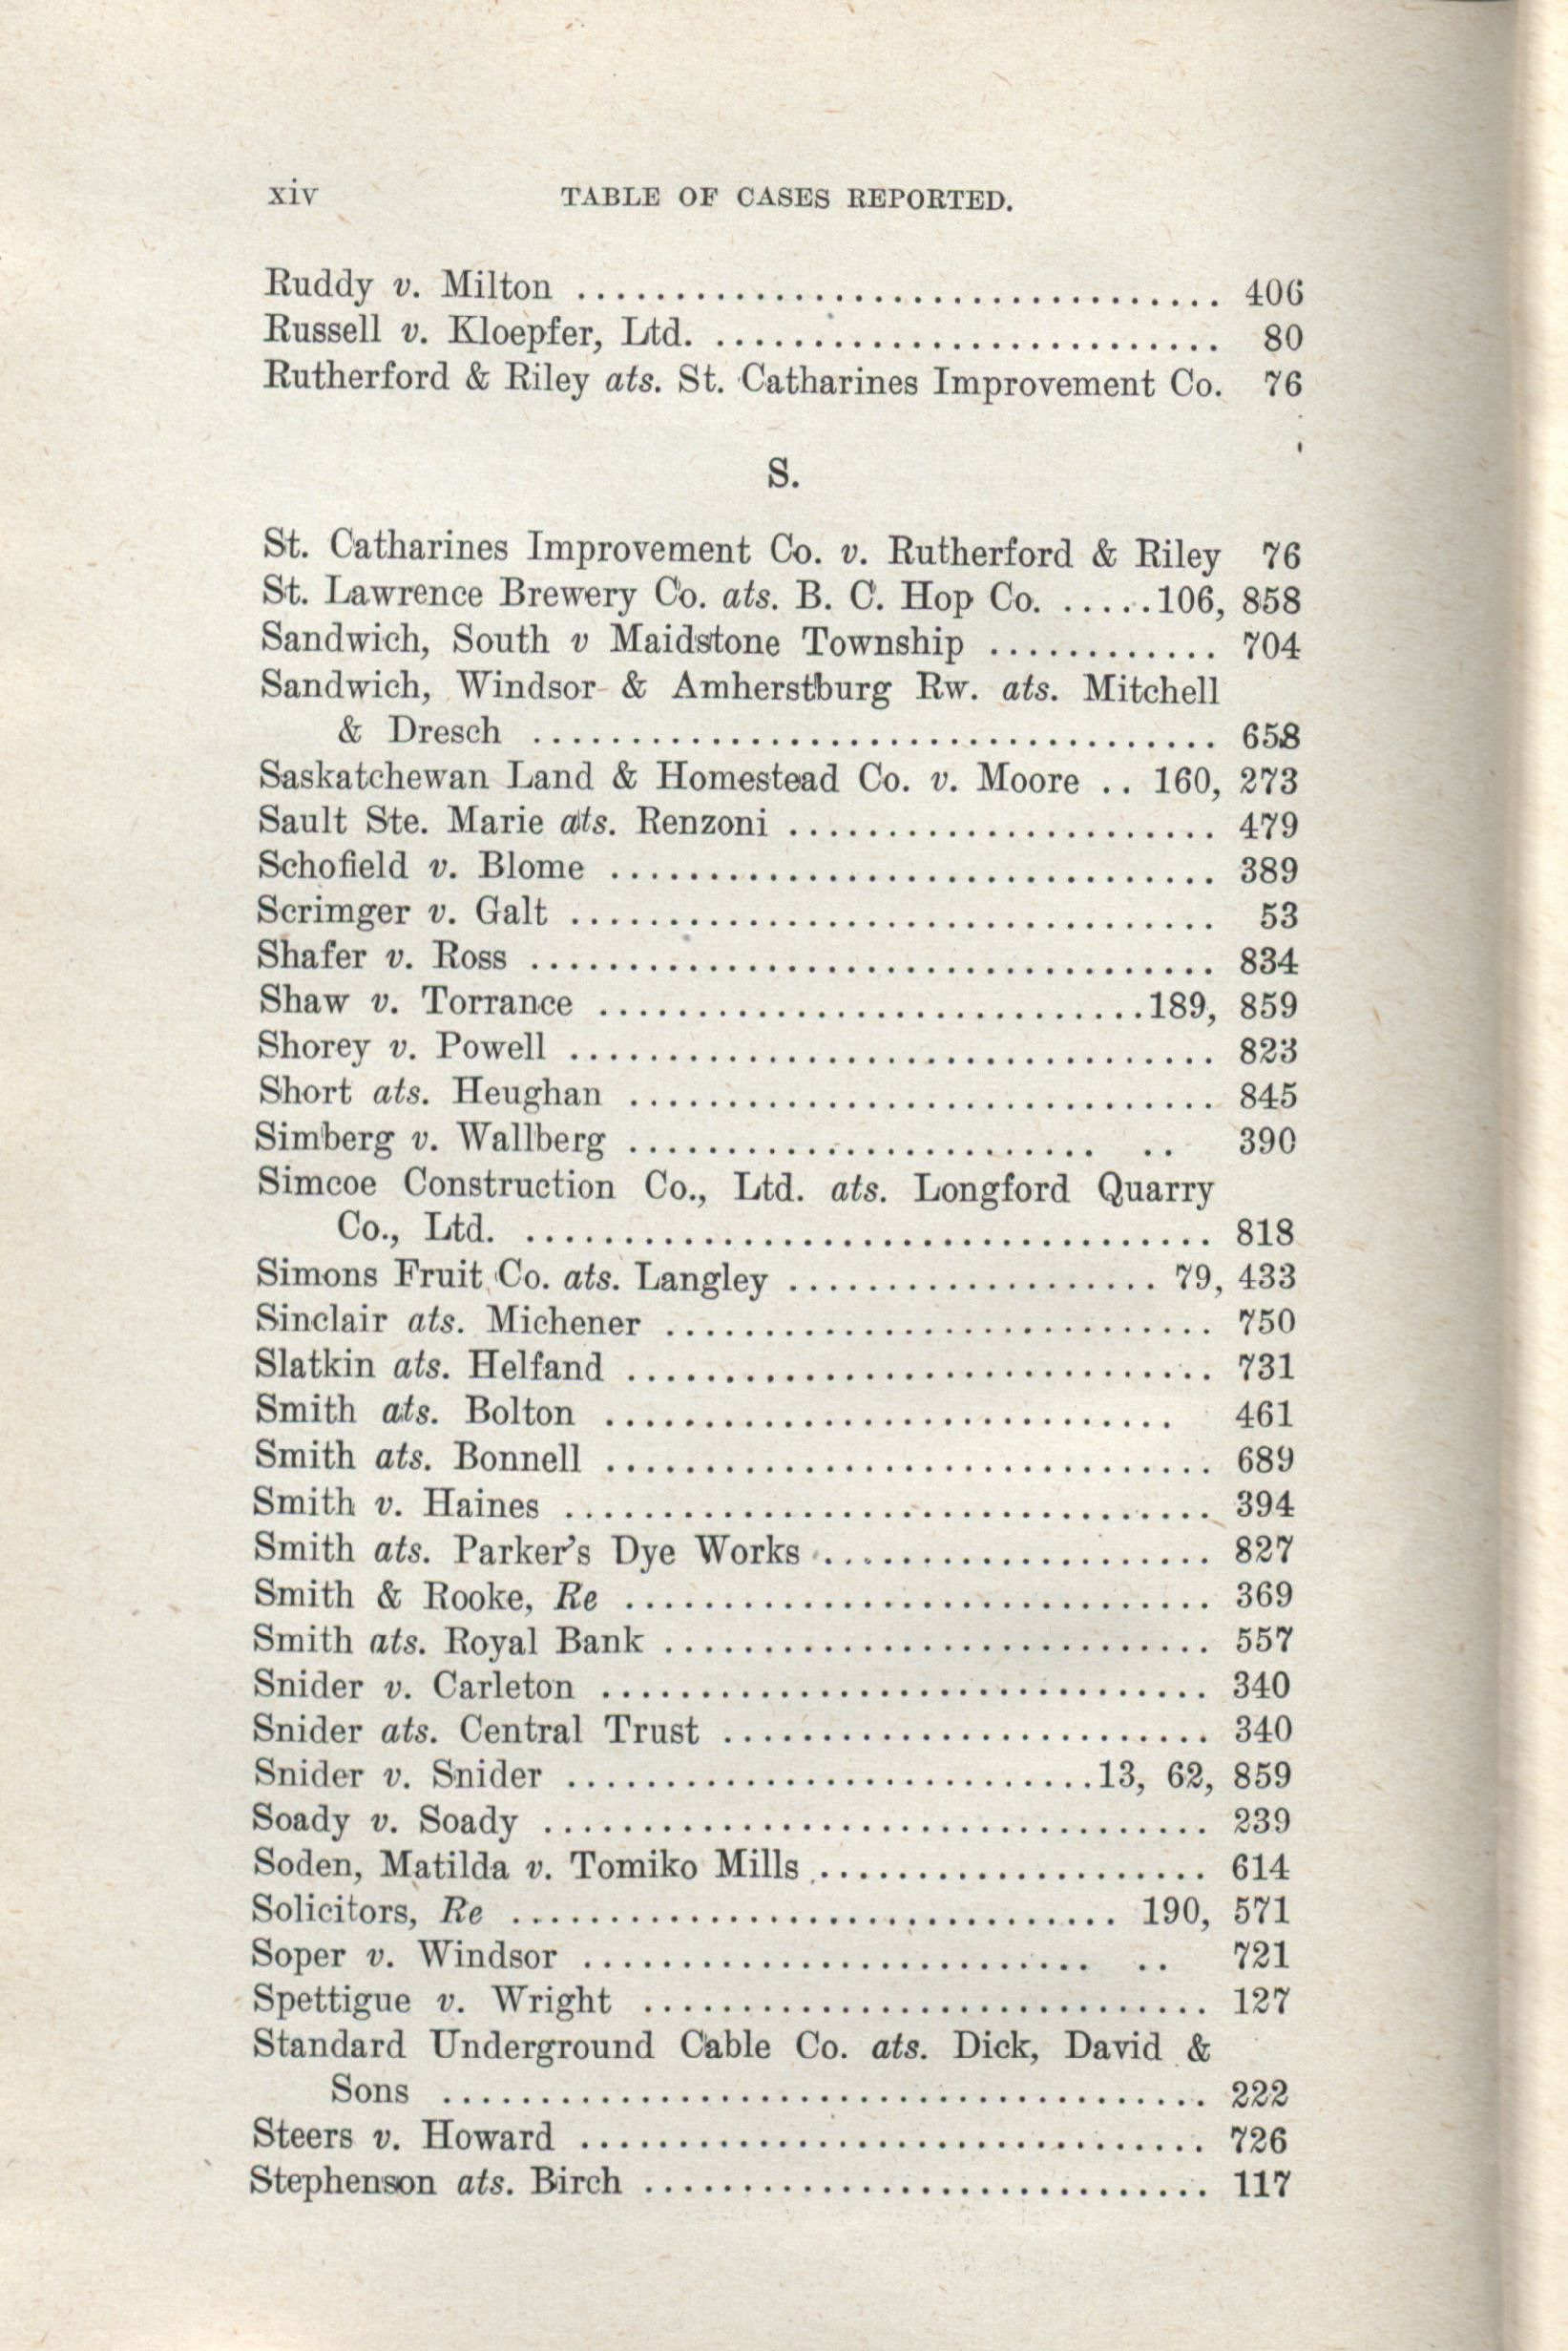 xiv TABLE OF CASES REPORTED.
Ruddy v. Milton ................................. 406
Russell v. Kloepfer, Ltd. .......................... 80
Rutherford & Riley ats. St. Catharines Improvement Co. 76
S.
St. Catharines Improvement Co. v. Rutherford & Riley 76
St. Lawrence Brewery Co. ats. B. C. Hop Co. .....106, 858
Sandwich, South v Maidstone Township ............ 704
Sandwich, Windsor & Amherstburg Rw. ats. Mitchell
& Dresch ................................... 658
Saskatchewan Land & Homestead Co. v. Moore .. 160, 273
Sault Ste. Marie ats. Renzoni ...................... 479
Schofield v. Blome ............................... 389
Scrimger v. Galt ................................. 53
Shafer v. Ross ................................... 834
Shaw v. Torrance ............................189, 859
Shorey v. Powell ................................. 823
Short ats. Heughan .............................. 845
Simberg v. Wallberg ........................ .. 390
Simcoe Construction Co., Ltd. ats. Longford Quarry
Co., Ltd. ................................... 818
Simons Fruit Co. ats. Langley ................... 79, 433
Sinclair ats. Michener ............................ 750
Slatkin ats. Helfand .............................. 731
Smith ats. Bolton ............................. 461
Smith ats. Bonnell ............................... 689
Smith v. Haines ................................. 394
Smith ats. Parker's Dye Works .................... 827
Smith & Rooke, Re .............................. 369
Smith ats. Royal Bank ............................ 557
Snider v. Carleton ............................... 340
Snider ats. Central Trust ......................... 340
Snider v. Snider ...........................13, 62, 859
Soady v. Soady .................................. 239
Soden, Matilda v. Tomiko Mills .................... 614
Solicitors, Re ............................... 190, 571
Soper v. Windsor .......................... .. 721
Spettigue v. Wright ............................. 127
Standard Underground Cable Co. ats. Dick, David &
Sons ....................................... 222
Steers v. Howard ................................ 726
Stephenson ats. Birch ............................. 117